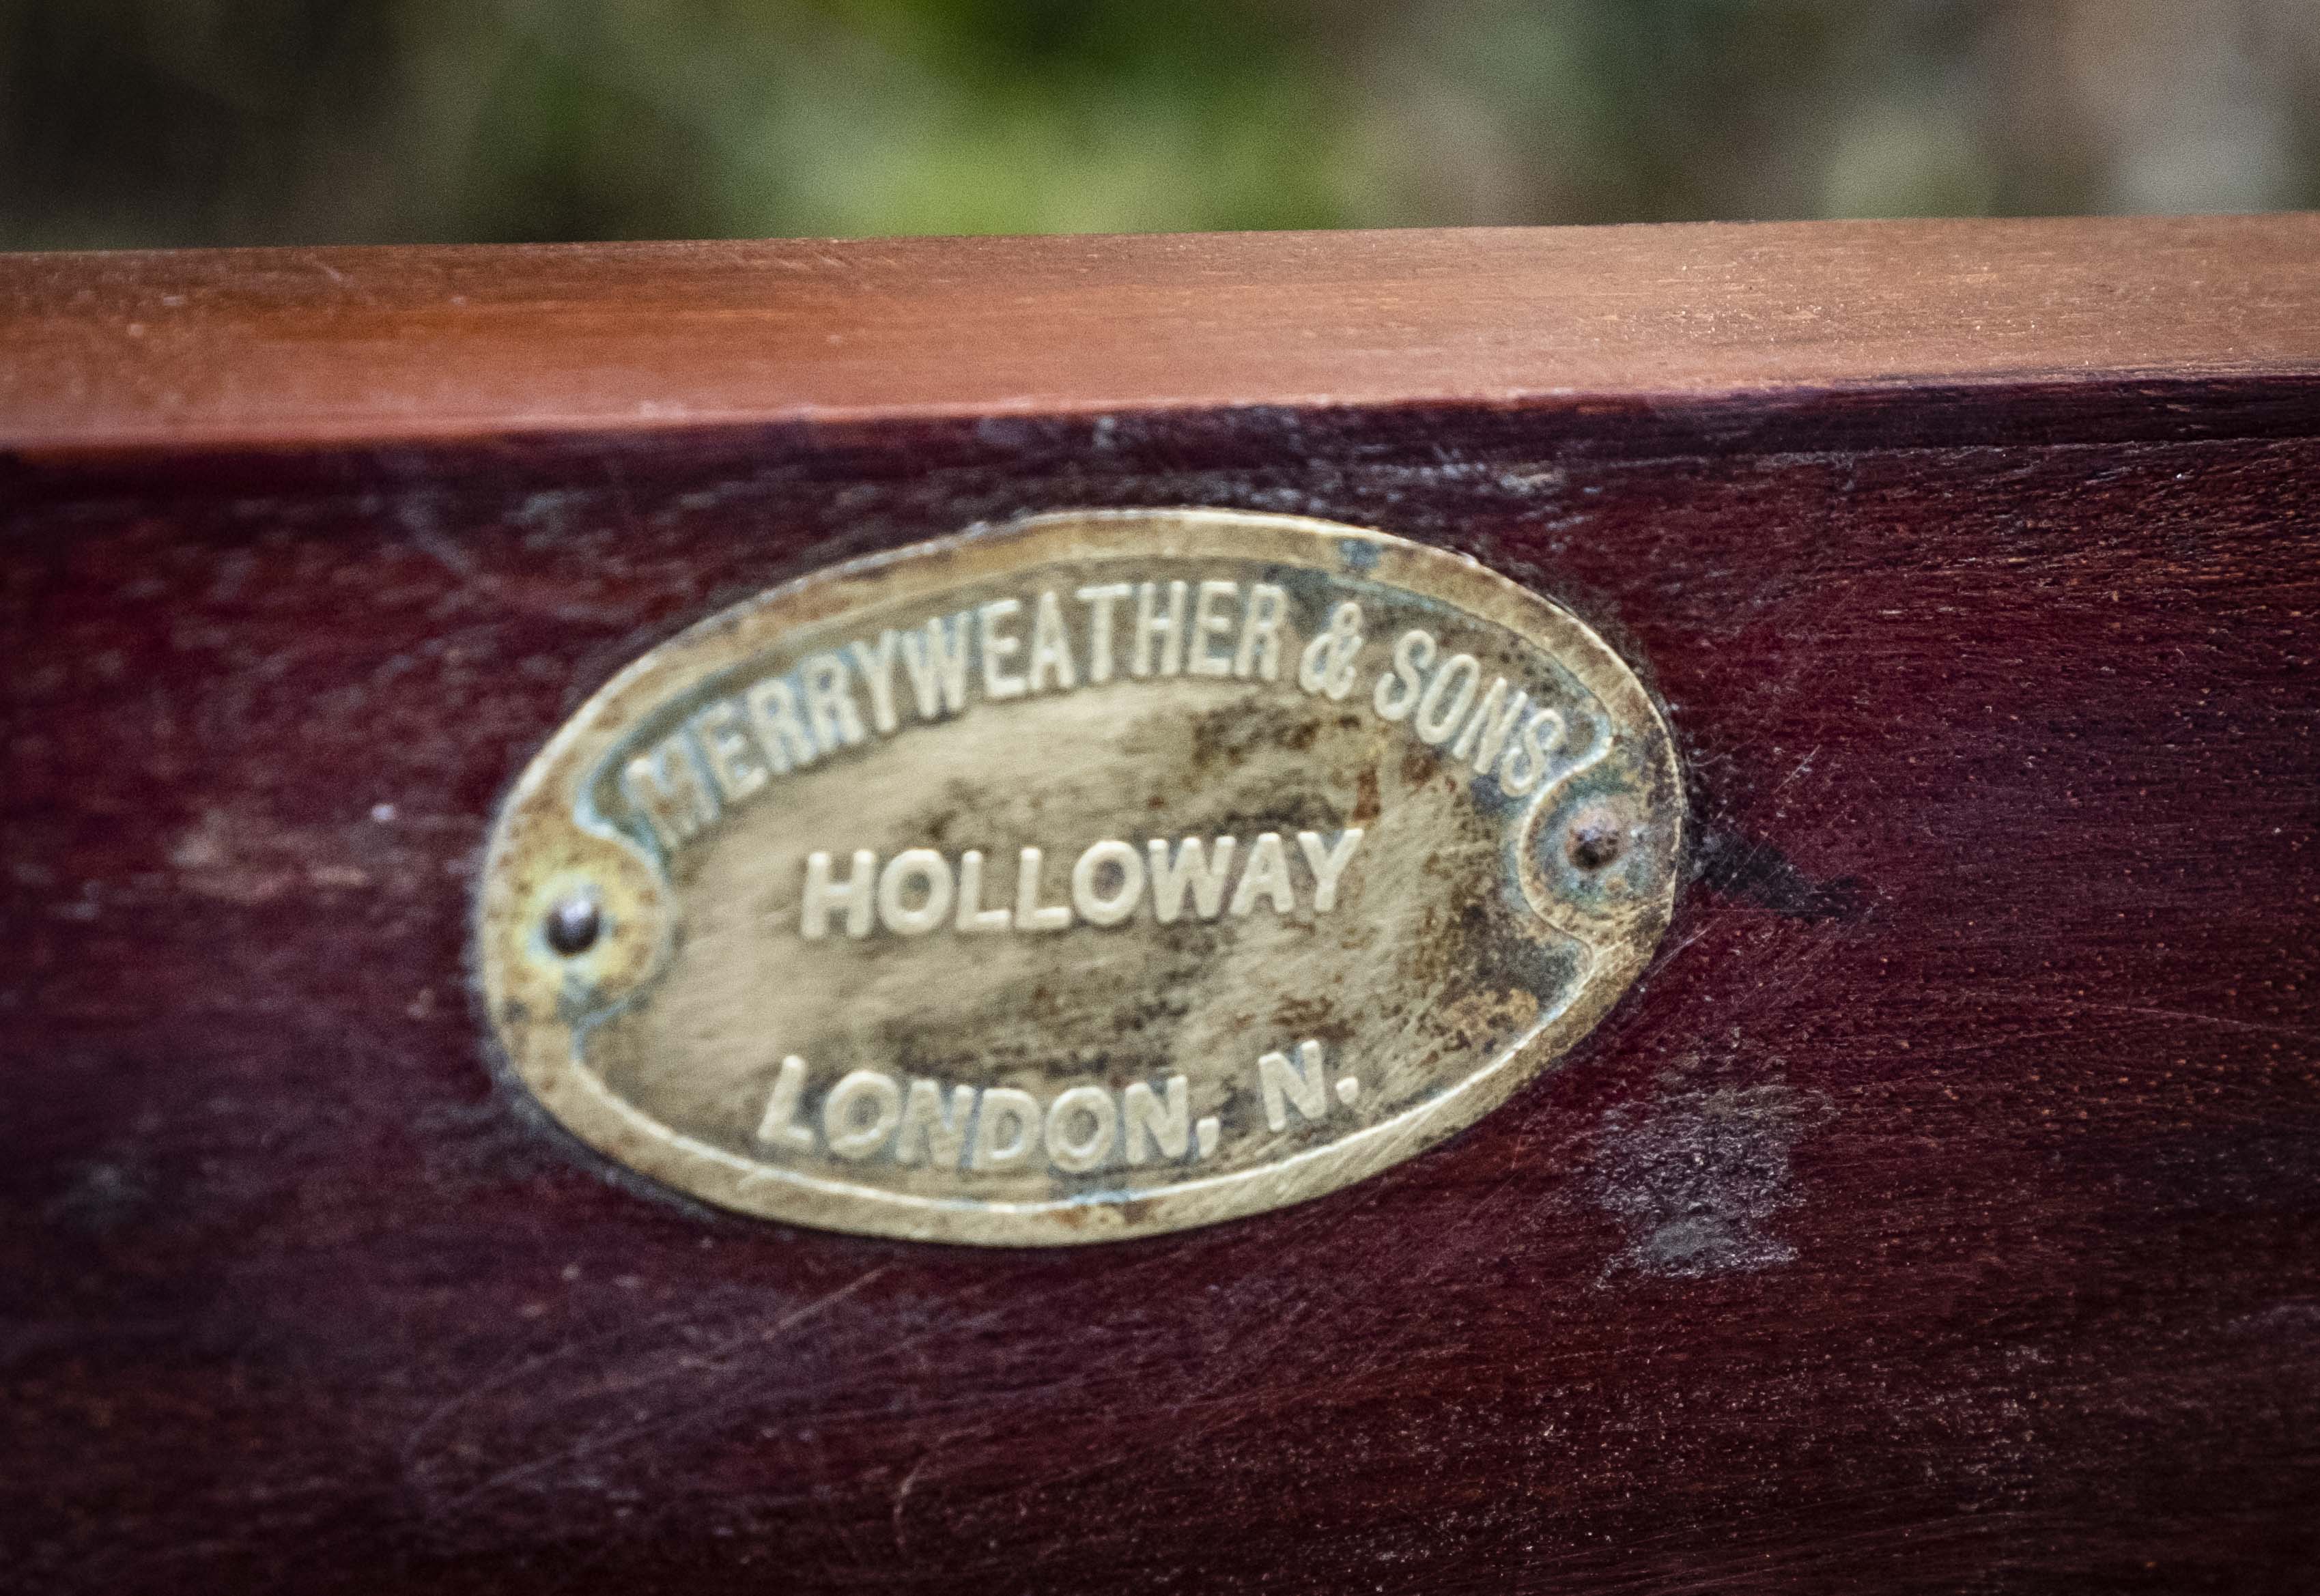 MERRYWEATHER & SONS
HOLLOWAY
LONDON, N.